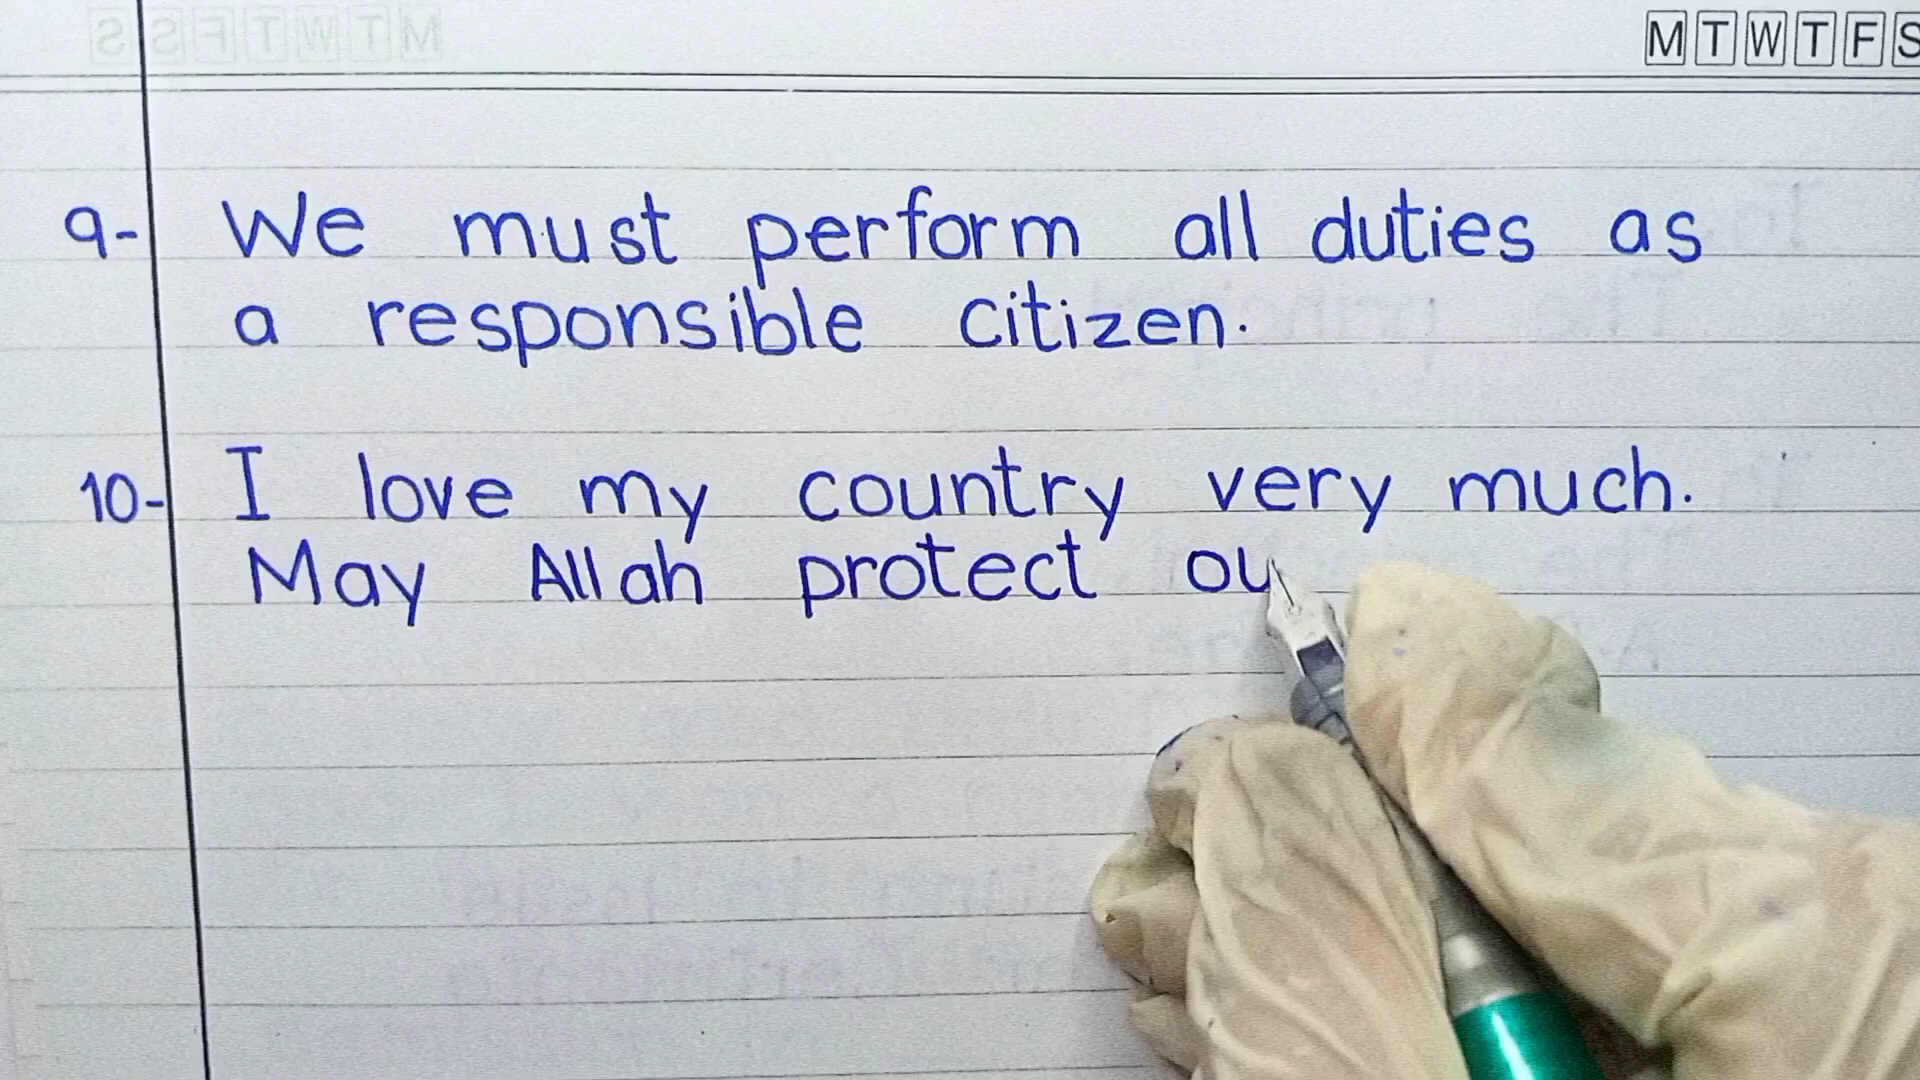 M T W T F S
9- We must perform all duties as
a responsible citizen.
10- I love my country very much.
May Allah protect ou